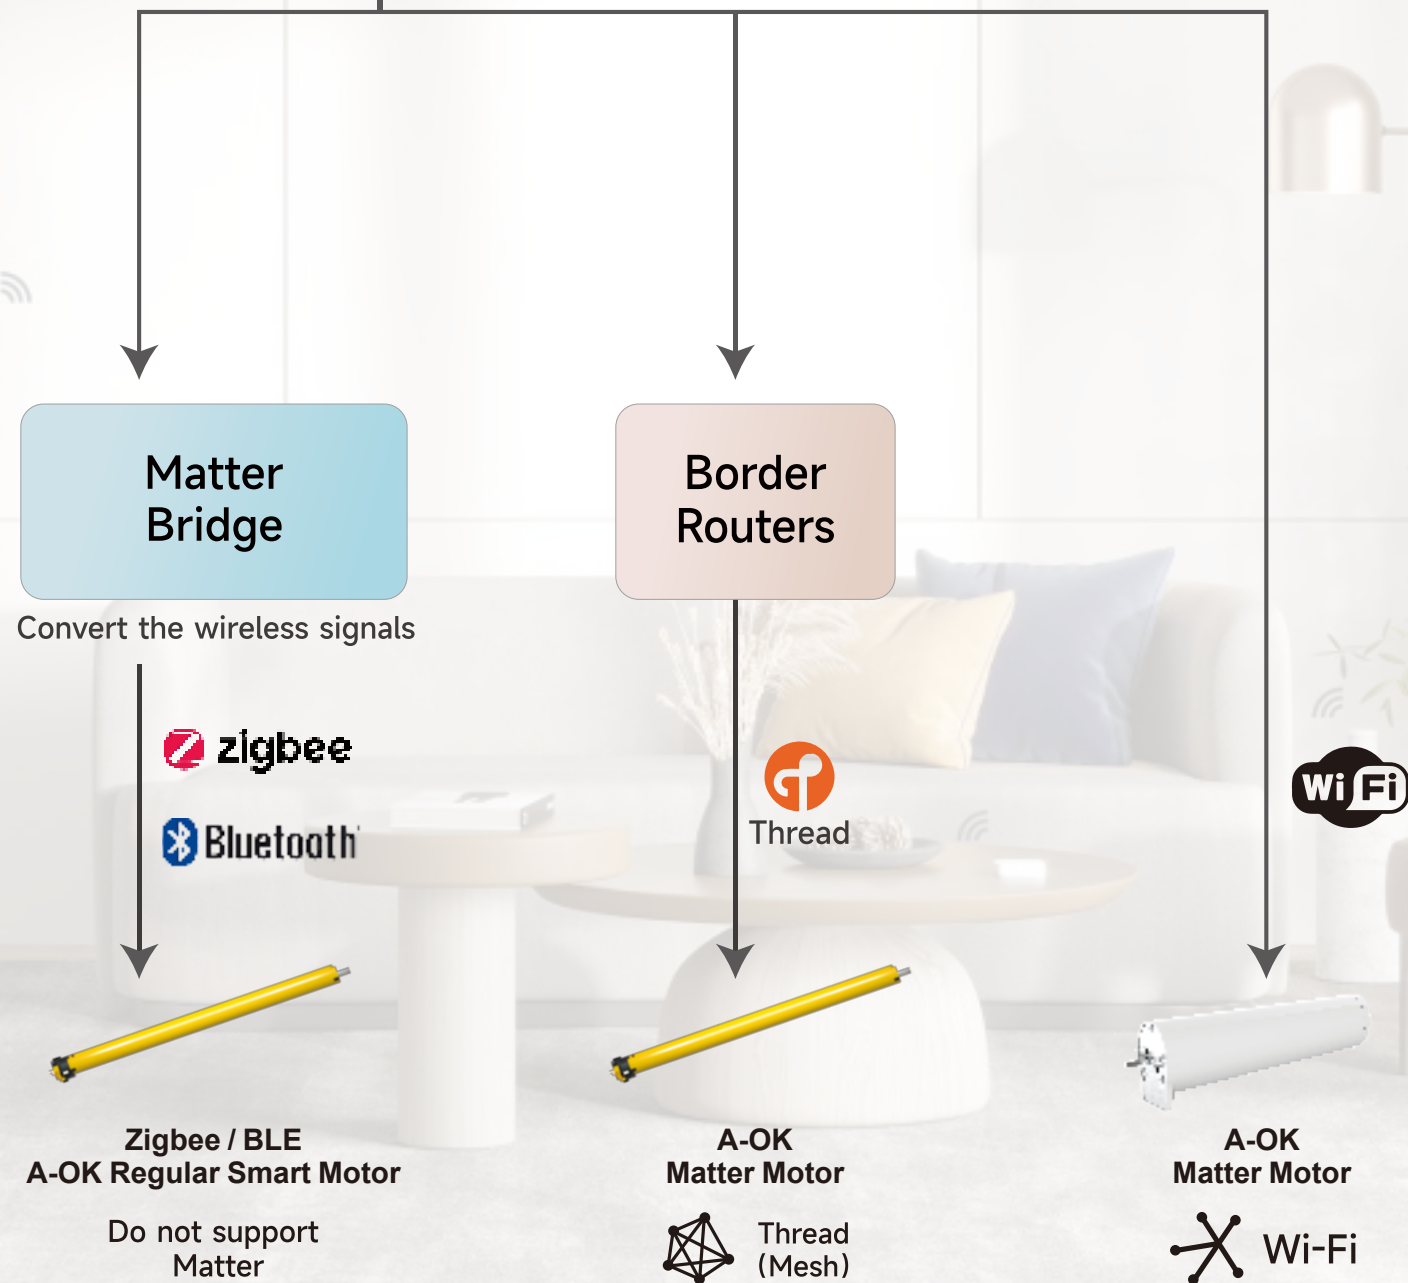 Matter
Bridge
Border
Routers
Convert the wireless signals
zigbee
Bluetooth
Thread
Wi Fi
Zigbee / BLE
A-OK Regular Smart Motor
Do not support
Matter
A-OK
Matter Motor
Thread
(Mesh)
A-OK
Matter Motor
Wi-Fi